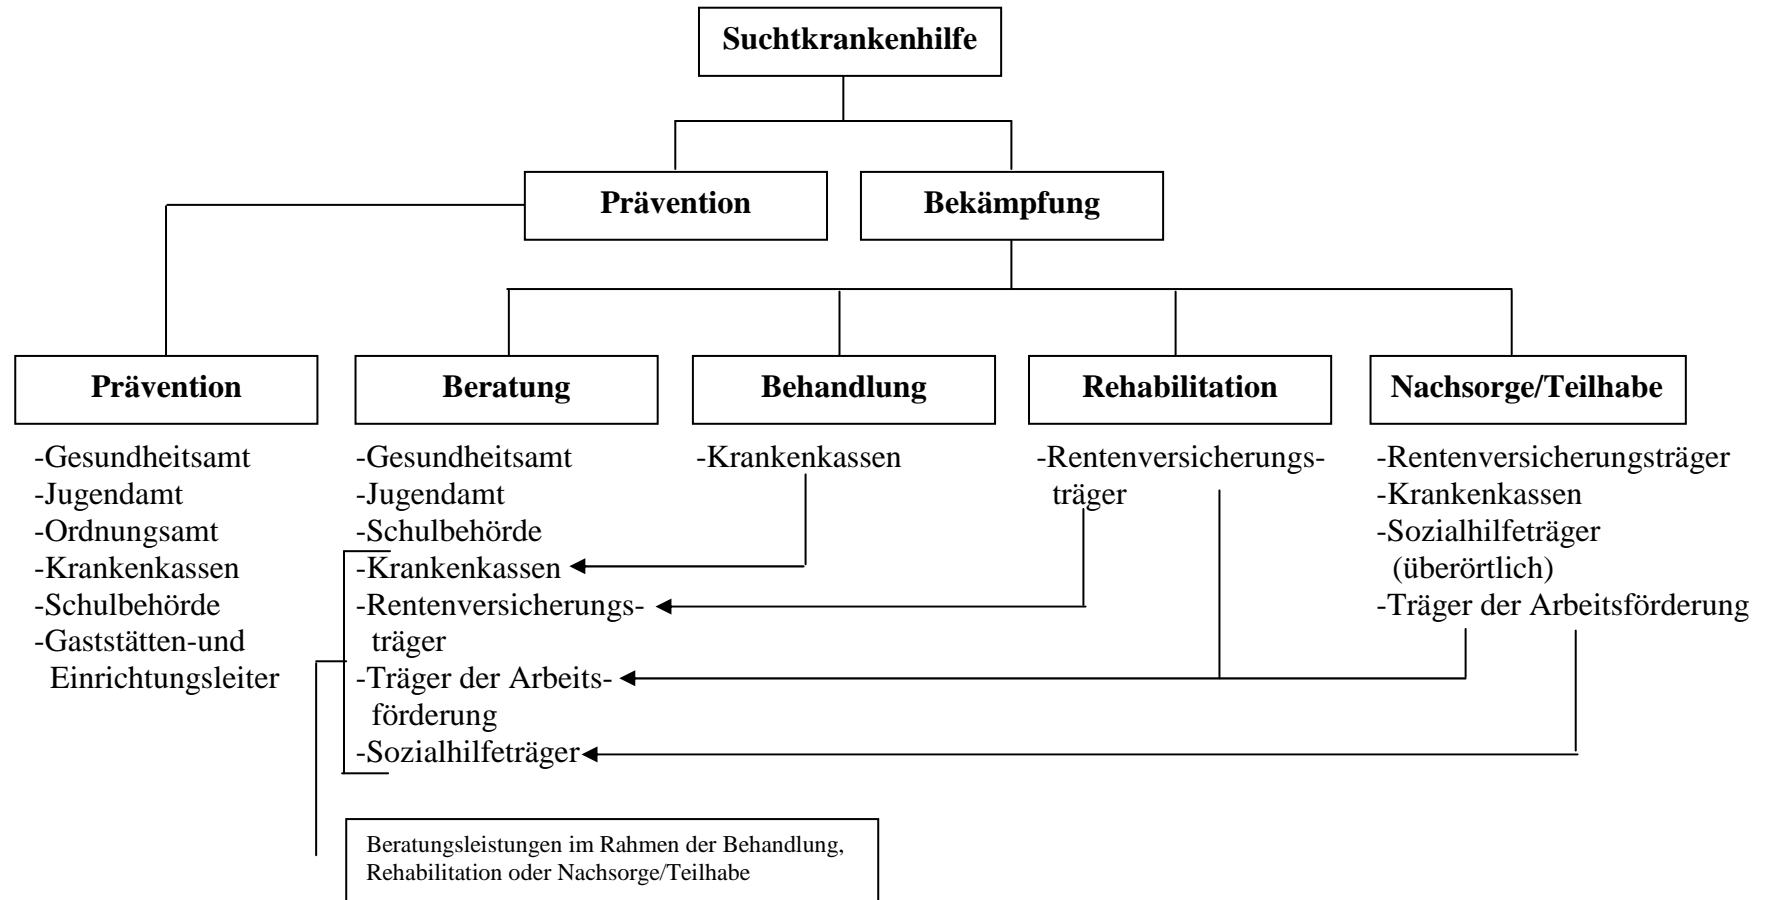 Suchtkrankenhilfe
Prävention
Bekämpfung
Prävention
Beratung
Behandlung
Rehabilitation
Nachsorge/Teilhabe
-Gesundheitsamt
-Jugendamt
-Ordnungsamt
-Krankenkassen
-Schulbehörde
-Gaststätten-und
Einrichtungsleiter
-Gesundheitsamt
-Jugendamt
-Schulbehörde
-Krankenkassen
-Rentenversicherungs-
träger
-Träger der Arbeits-
förderung
-Sozialhilfeträger
-Krankenkassen
-Rentenversicherungs-
träger
-Rentenversicherungsträger
-Krankenkassen
-Sozialhilfeträger
(überörtlich)
-Träger der Arbeitsförderung
Beratungsleistungen im Rahmen der Behandlung,
Rehabilitation oder Nachsorge/Teilhabe